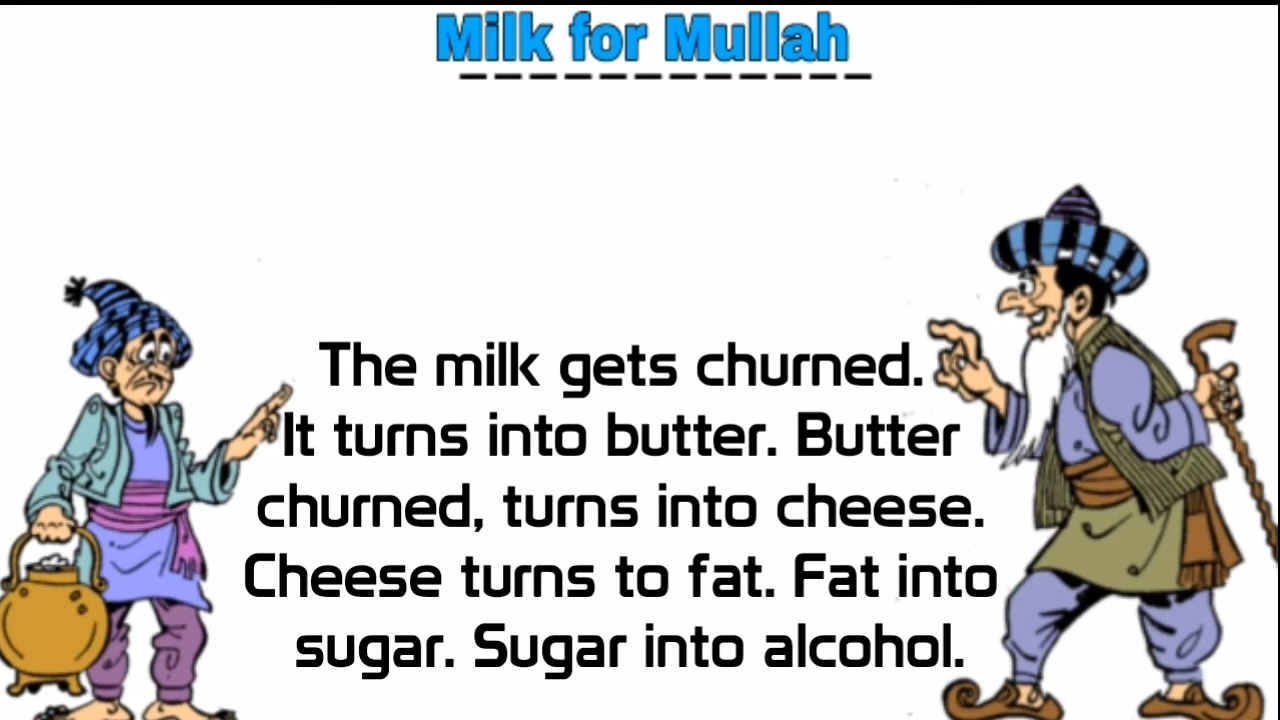 Milk for Mullah
The milk gets churned.
It turns into butter. Butter
churned, turns into cheese.
Cheese turns to fat. Fat into
sugar. Sugar into alcohol.